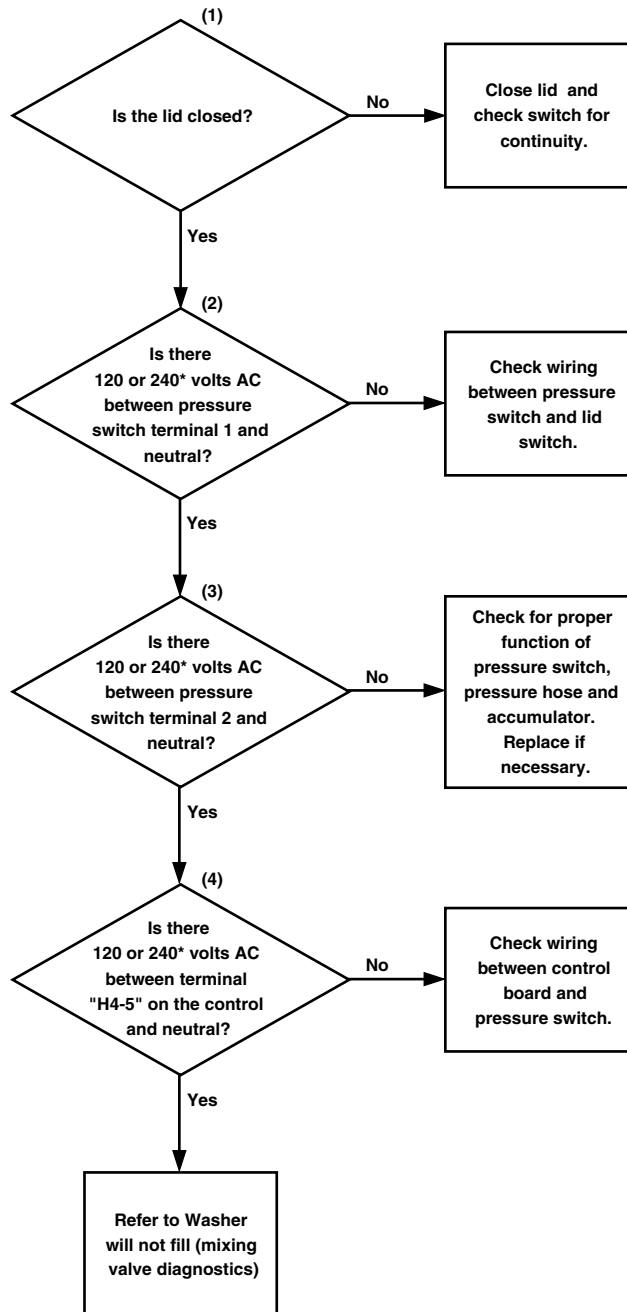 (1)
Is the lid closed?
No
Close lid and
check switch for
continuity.
Yes
(2)
Is there
120 or 240* volts AC
between pressure
switch terminal 1 and
neutral?
No
Check wiring
between pressure
switch and lid
switch.
Yes
(3)
Is there
120 or 240* volts AC
between pressure
switch terminal 2 and
neutral?
No
Check for proper
function of
pressure switch,
pressure hose and
accumulator.
Replace if
necessary.
Yes
(4)
Is there
120 or 240* volts AC
between terminal
"H4-5" on the control
and neutral?
No
Check wiring
between control
board and
pressure switch.
Yes
Refer to Washer
will not fill (mixing
valve diagnostics)